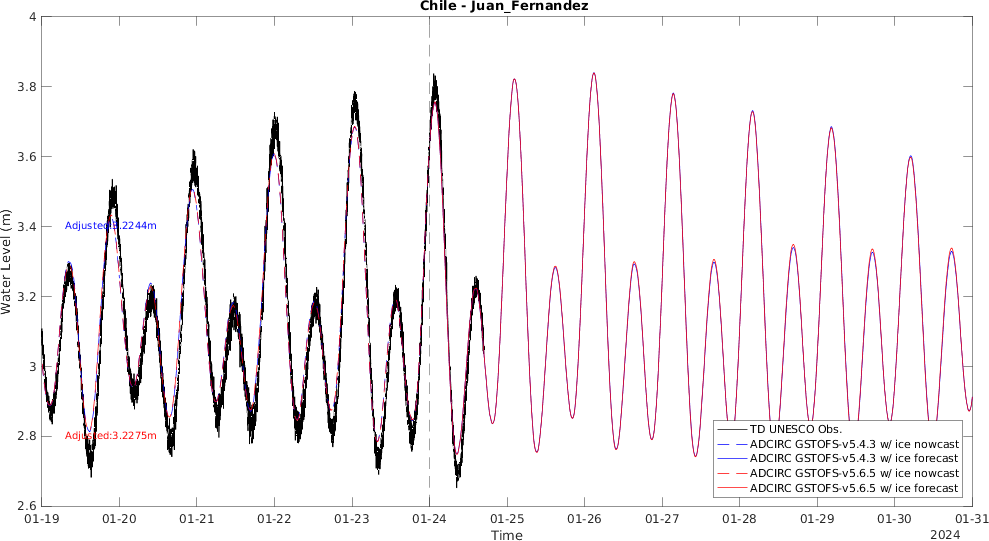 Chile - Juan_Fernandez
Water Level (m)
4
3.8
3.6
3.4
3.2
3
2.8
2.6
Adjusted:3.2244m
Adjusted:3.2275m
TD UNESCO Obs.
ADCIRC GSTOFS-v5.4.3 w/ ice nowcast
ADCIRC GSTOFS-v5.4.3 w/ ice forecast
ADCIRC GSTOFS-v5.6.5 w/ ice nowcast
ADCIRC GSTOFS-v5.6.5 w/ ice forecast
01-19 01-20 01-21 01-22 01-23 01-24 01-25 01-26 01-27 01-28 01-29 01-30 01-31
Time
2024